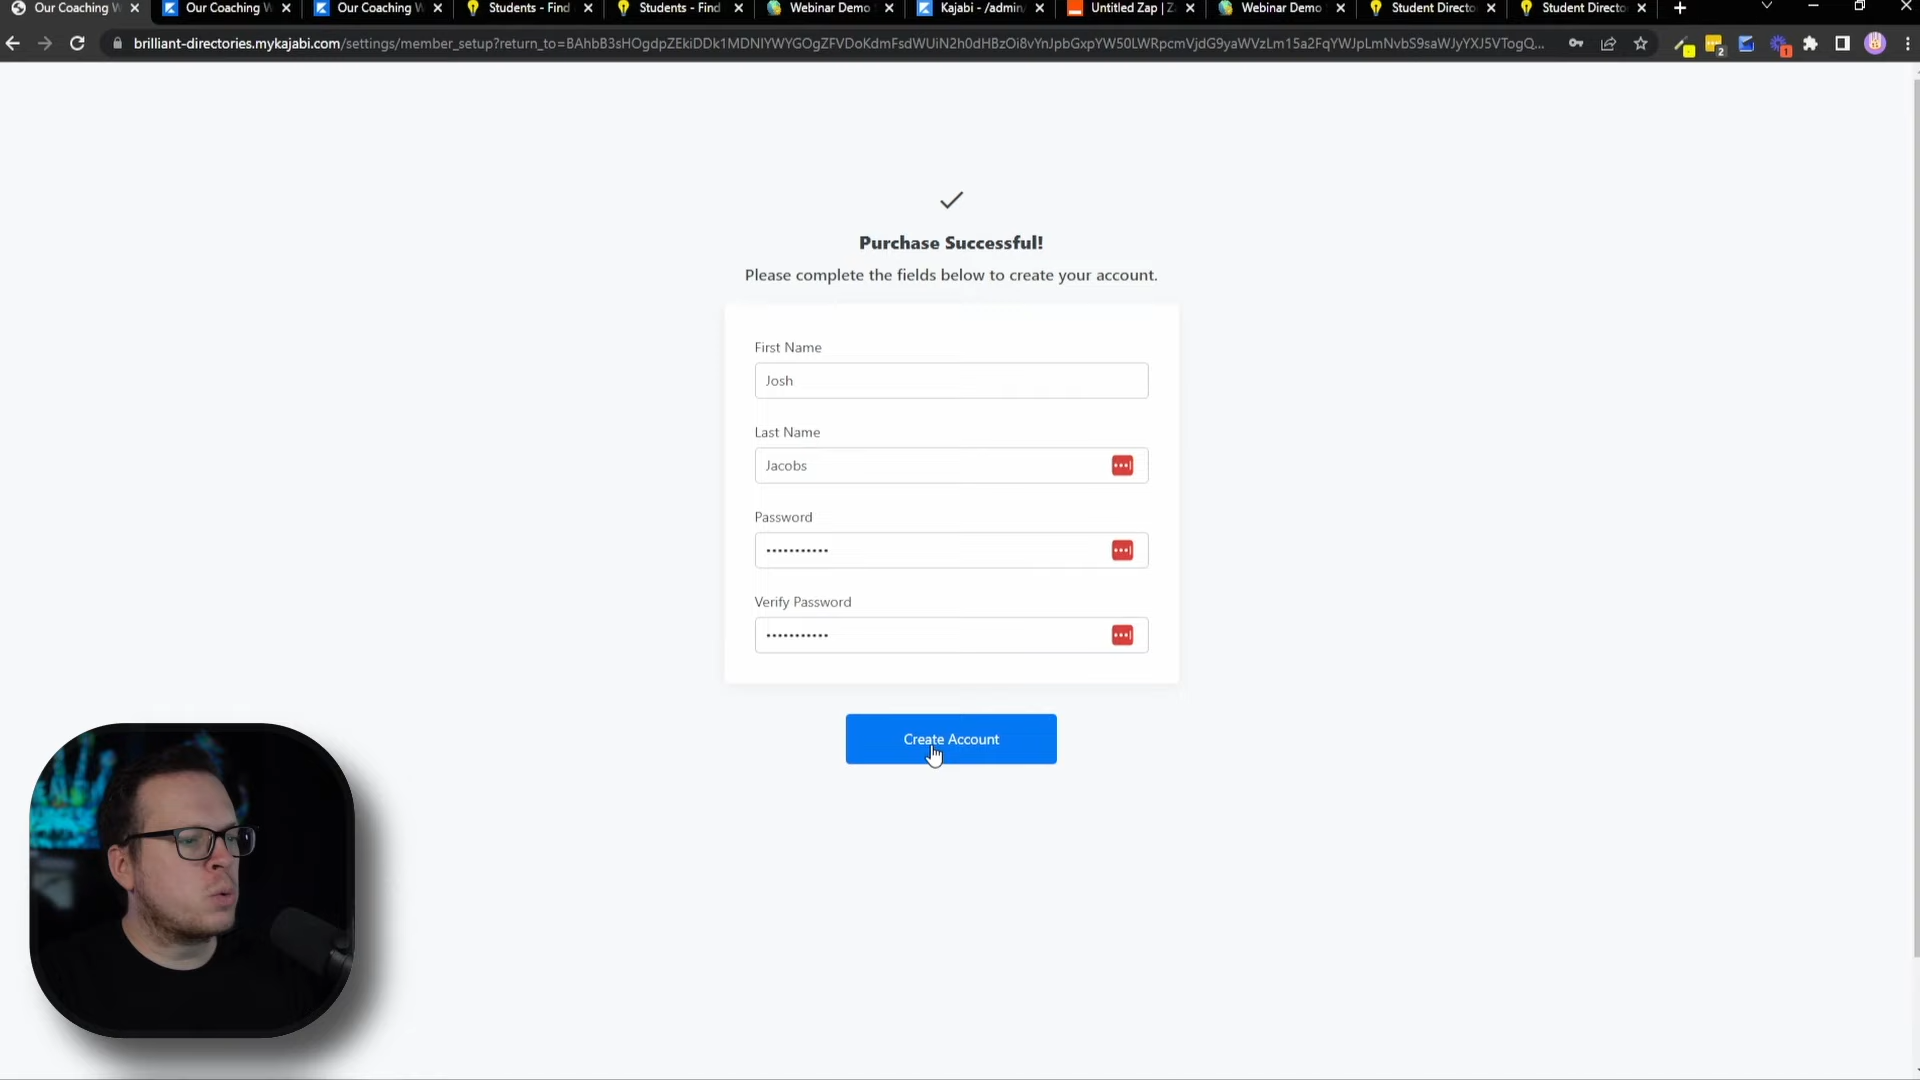 Our Coaching W
Our Coaching W
Our Coaching W
Students - Find
Students - Find
Webinar Demo
Kajabi - /admin
Untitled Zap | Z
Webinar Demo
Student Directo
Student Directo
brilliant-directories.mykajabi.com/settings/member_setup?return_to=
2
1
Purchase Successful!
Please complete the fields below to create your account.
First Name
Josh
Last Name
Jacobs
Password
•••••••••••
Verify Password
•••••••••••
Create Account